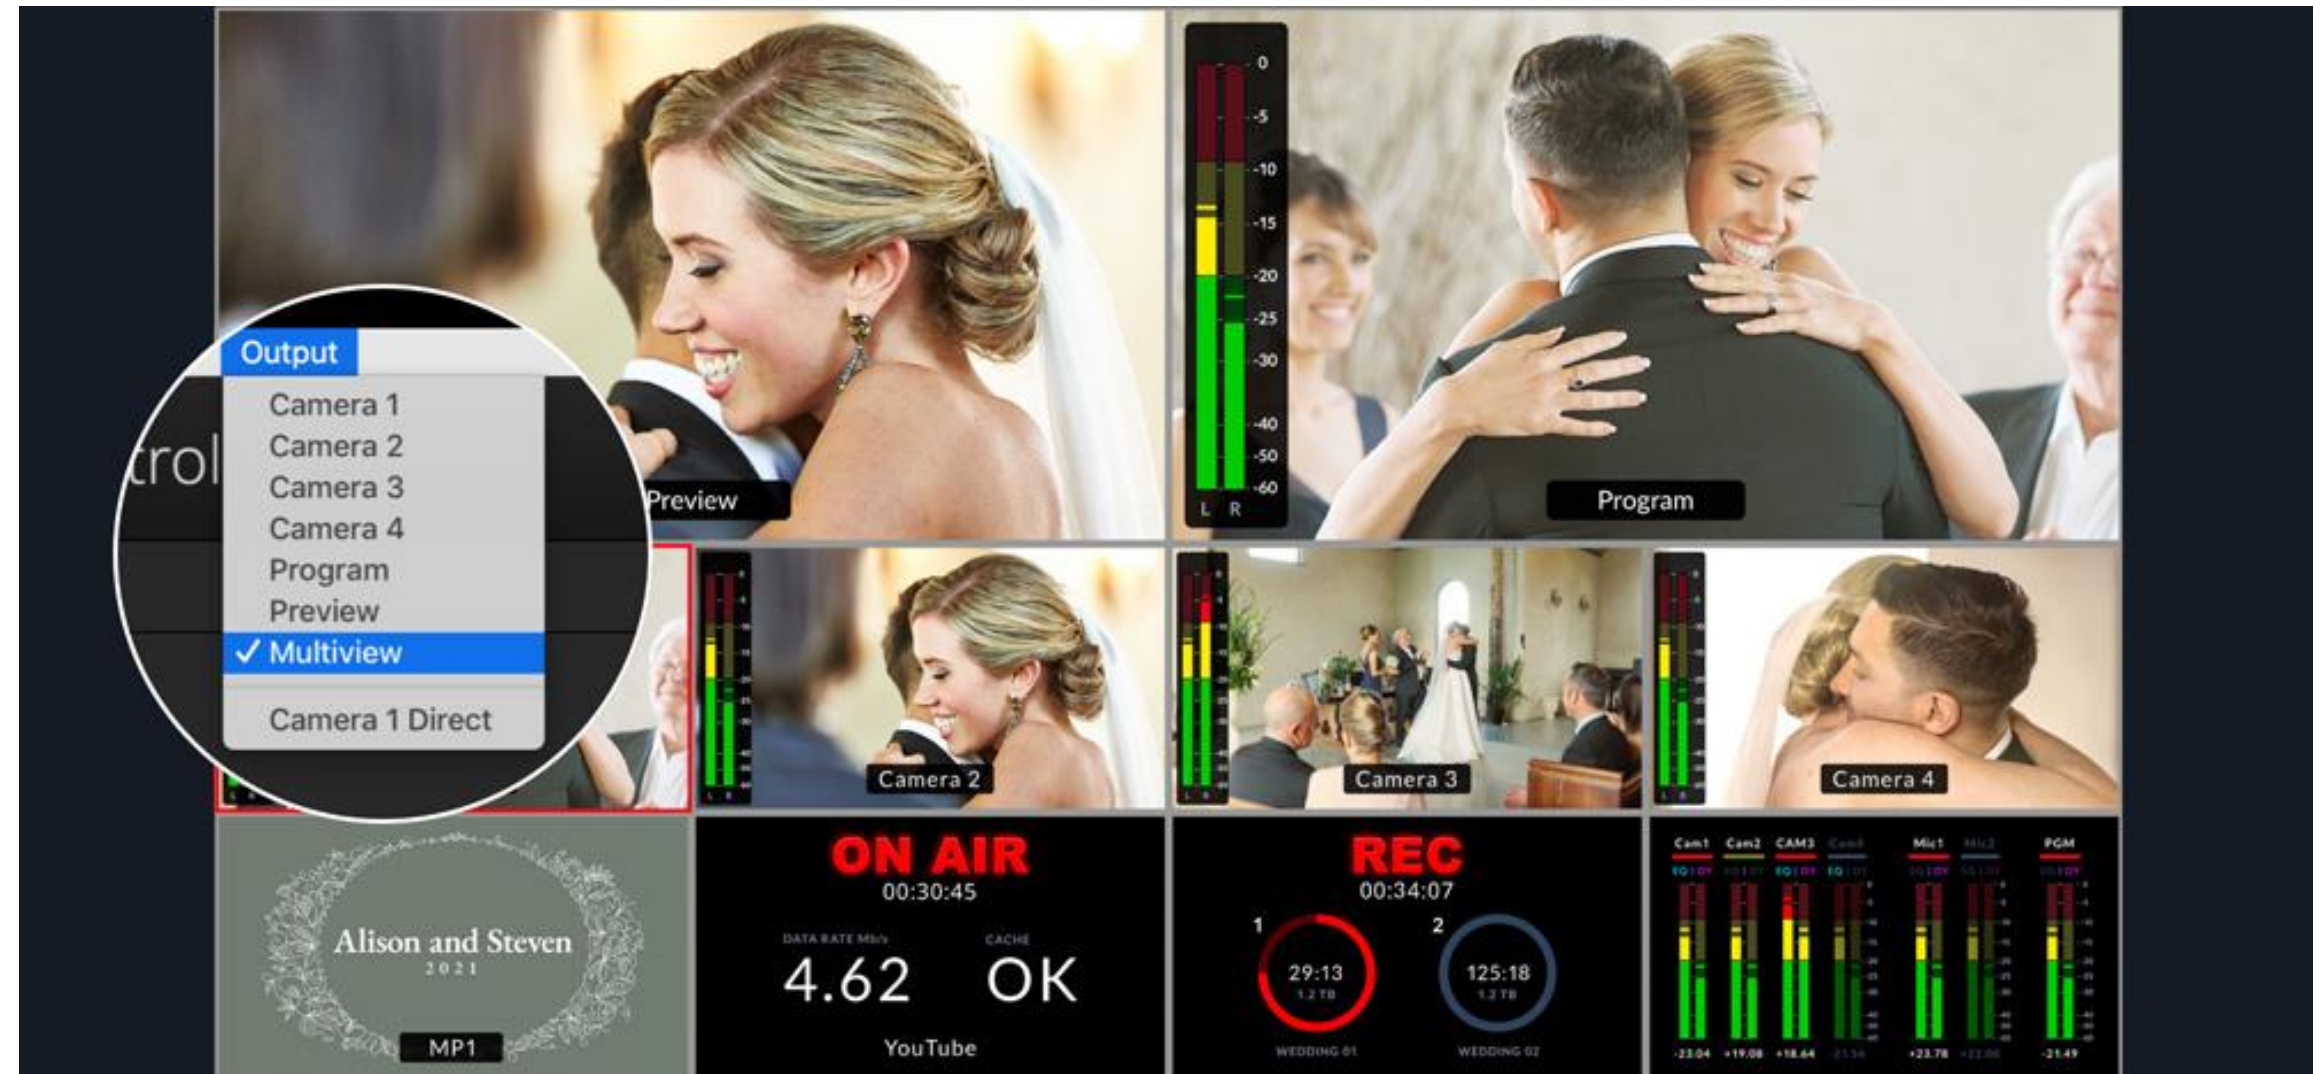 0
-5
-10
-15
-20
-25
-30
-40
-50
-60
L R
Preview
Program
Output
Camera 1
Camera 2
Camera 3
Camera 4
Program
Preview
✓ Multiview
Camera 1 Direct
trol
Camera 2
Camera 3
Camera 4
Alison and Steven
2021
MP1
ON AIR
00:30:45
DATA RATE Mb/s CACHE
4.62 OK
YouTube
REC
00:34:07
1 2
29:13 125:18
1.2 TB 1.2 TB
WEDDING 01 WEDDING 02
Cam1 Cam2 CAM3 Cam4 Mic1 Mic2 PGM
-23.04 +19.08 +18.64 +23.78 -21.49